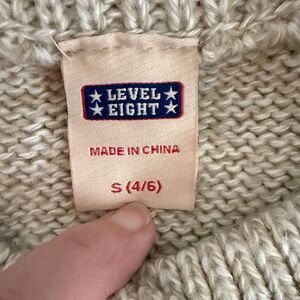 LEVEL
EIGHT
MADE IN CHINA
S (4/6)